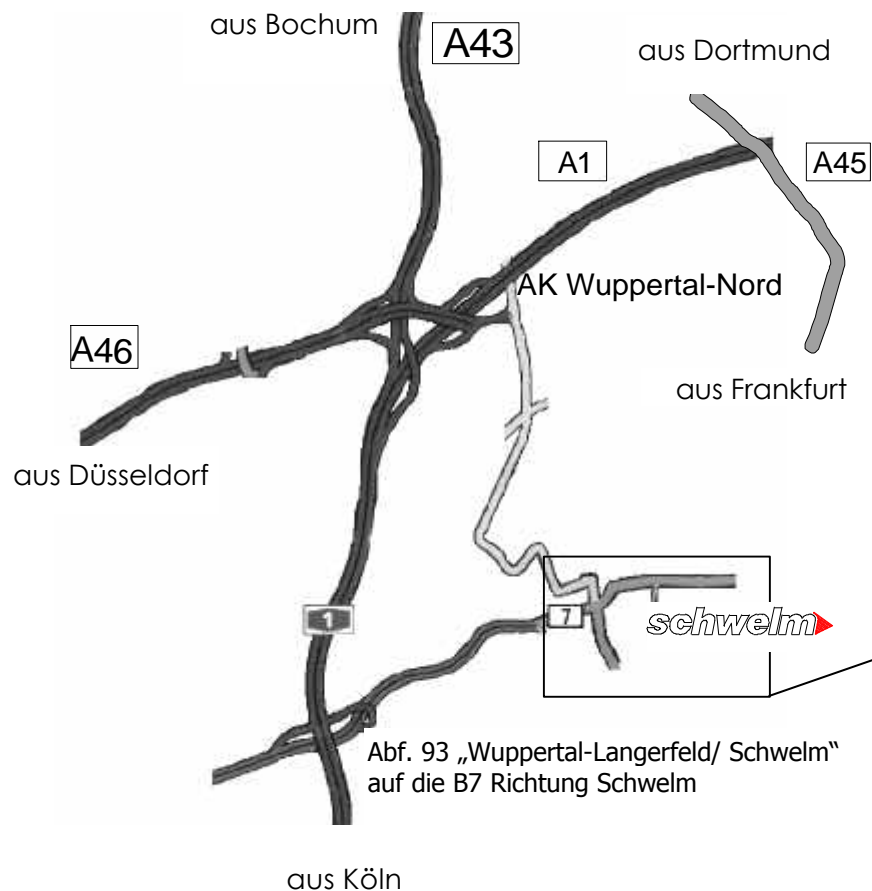 aus Bochum
A43
aus Dortmund
A1
A45
AK Wuppertal-Nord
A46
aus Frankfurt
aus Düsseldorf
1
7
schwelm
Abf. 93 „Wuppertal-Langerfeld/ Schwelm“
auf die B7 Richtung Schwelm
aus Köln